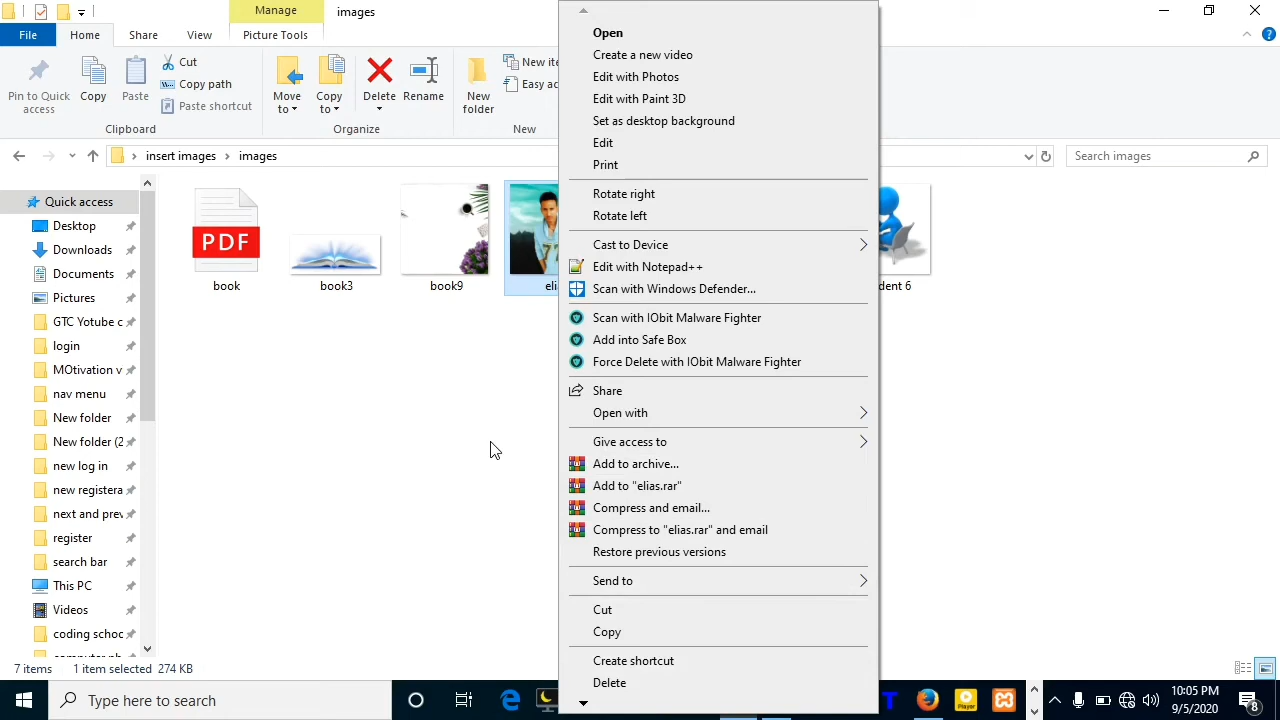 Manage
images
File
Home
Share
View
Picture Tools
Pin to Quick
access
Copy
Paste
Cut
Copy path
Paste shortcut
Move
to
Copy
to
Delete
Rename
New
folder
New ite
Easy ac
Clipboard
Organize
New
insert images
images
Search images
Quick access
Desktop
Downloads
Documents
Pictures
GTC Yotube c
login
MOtivation v
nav menu
New folder
New folder (2
new log in
new registera
next and prev
register
search bar
This PC
Videos
coding schoc
PDF
book
book3
book9
eli
dent 6
Open
Create a new video
Edit with Photos
Edit with Paint 3D
Set as desktop background
Edit
Print
Rotate right
Rotate left
Cast to Device
Edit with Notepad++
Scan with Windows Defender...
Scan with IObit Malware Fighter
Add into Safe Box
Force Delete with IObit Malware Fighter
Share
Open with
Give access to
Add to archive...
Add to "elias.rar"
Compress and email...
Compress to "elias.rar" and email
Restore previous versions
Send to
Cut
Copy
Create shortcut
Delete
7 items
1 item selected 274 KB
Type here to search
T
Player
10:05 PM
9/5/2020
3